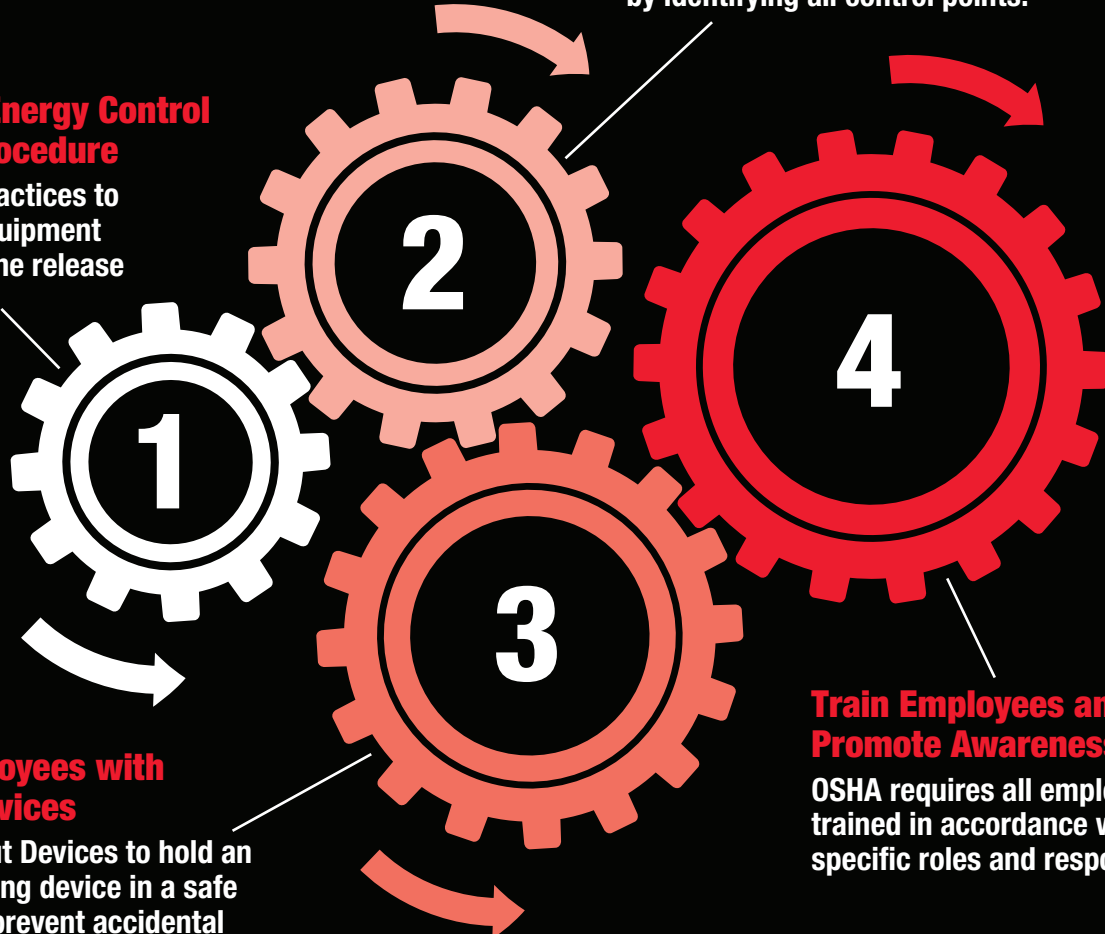 by identifying all control points.
Energy Control
ocedure
actices to
uipment
he release
2
4
1
3
Train Employees an
Promote Awareness
OSHA requires all emplo
trained in accordance w
specific roles and respo
oyees with
vices
ut Devices to hold an
ng device in a safe
prevent accidental